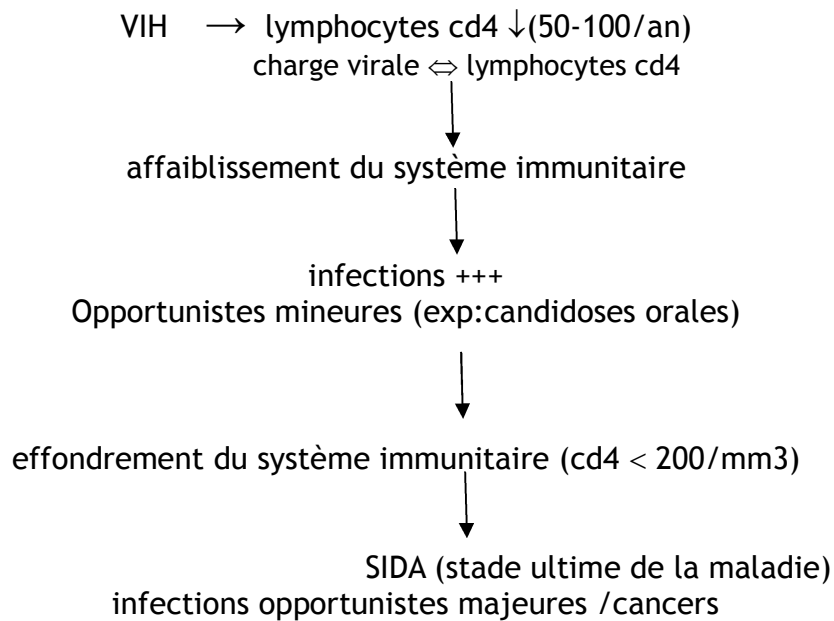 VIH → lymphocytes cd4 ↓(50-100/an)
charge virale ⇔ lymphocytes cd4
affaiblissement du système immunitaire
infections +++
Opportunistes mineures (exp:candidoses orales)
effondrement du système immunitaire (cd4 < 200/mm3)
SIDA (stade ultime de la maladie)
infections opportunistes majeures /cancers